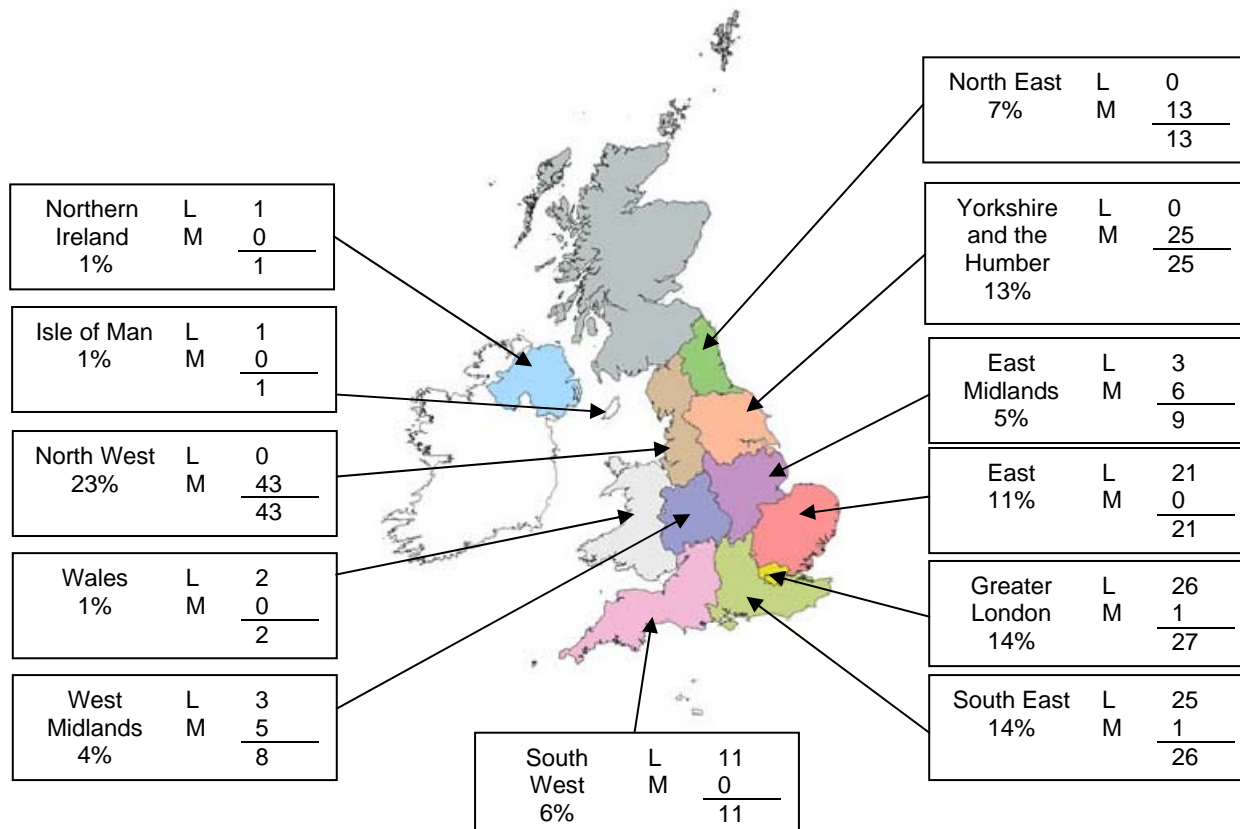 North East L 0
7% M 13
13
Northern L 1
Ireland M 0
1% 1
Yorkshire L 0
and the M 25
Humber 25
13%
Isle of Man L 1
1% M 0
1
East L 3
Midlands M 6
5% 9
North West L 0
23% M 43
43
East L 21
11% M 0
21
Wales L 2
1% M 0
2
Greater L 26
London M 1
14% 27
West L 3
Midlands M 5
4% 8
South East L 25
14% M 1
26
South L 11
West M 0
6% 11